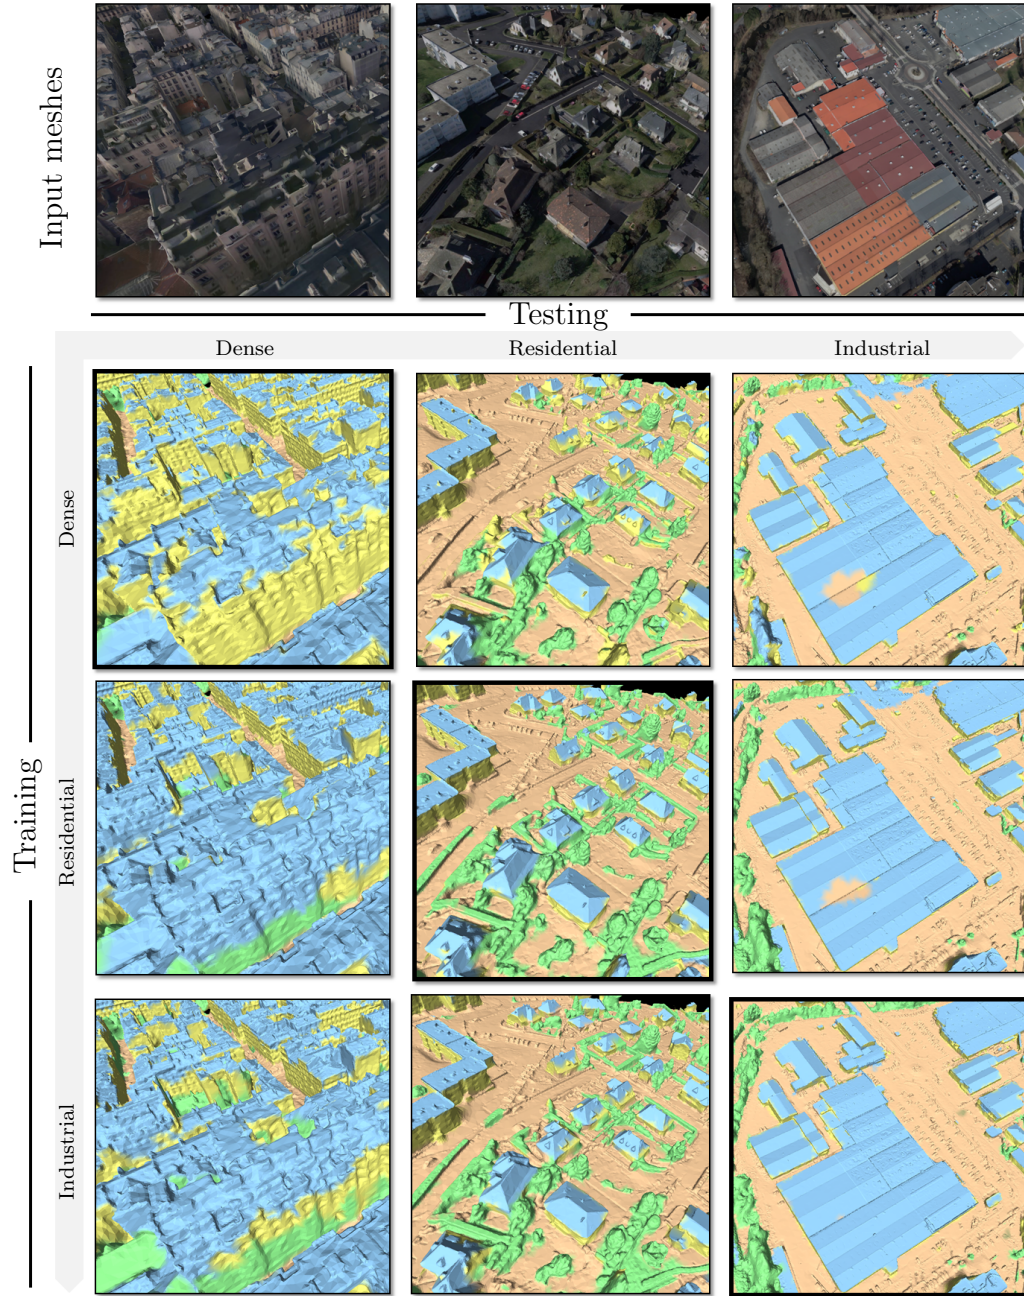 Input meshes
Testing
Dense
Residential
Industrial
Training
Dense
Residential
Industrial